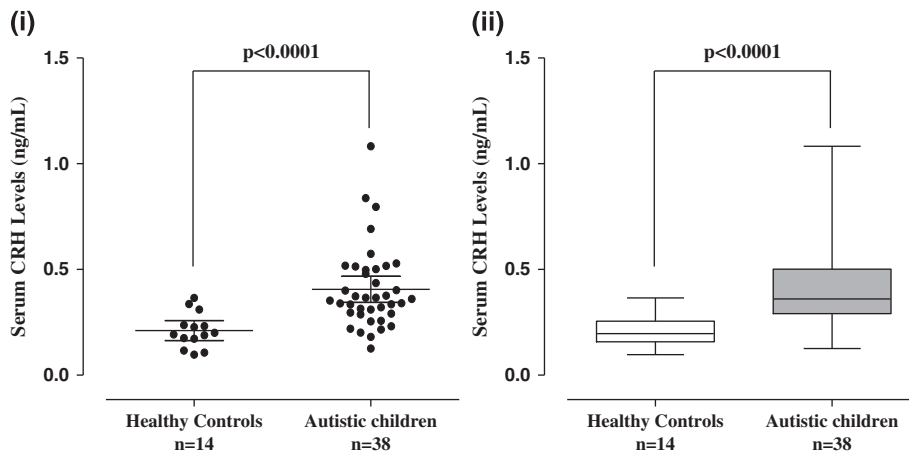 (i)
p<0.0001
Serum CRH Levels (ng/mL)
1.5
1.0
0.5
0.0
Healthy Controls
n=14
Autistic children
n=38
(ii)
p<0.0001
Serum CRH Levels (ng/mL)
1.5
1.0
0.5
0.0
Healthy Controls
n=14
Autistic children
n=38